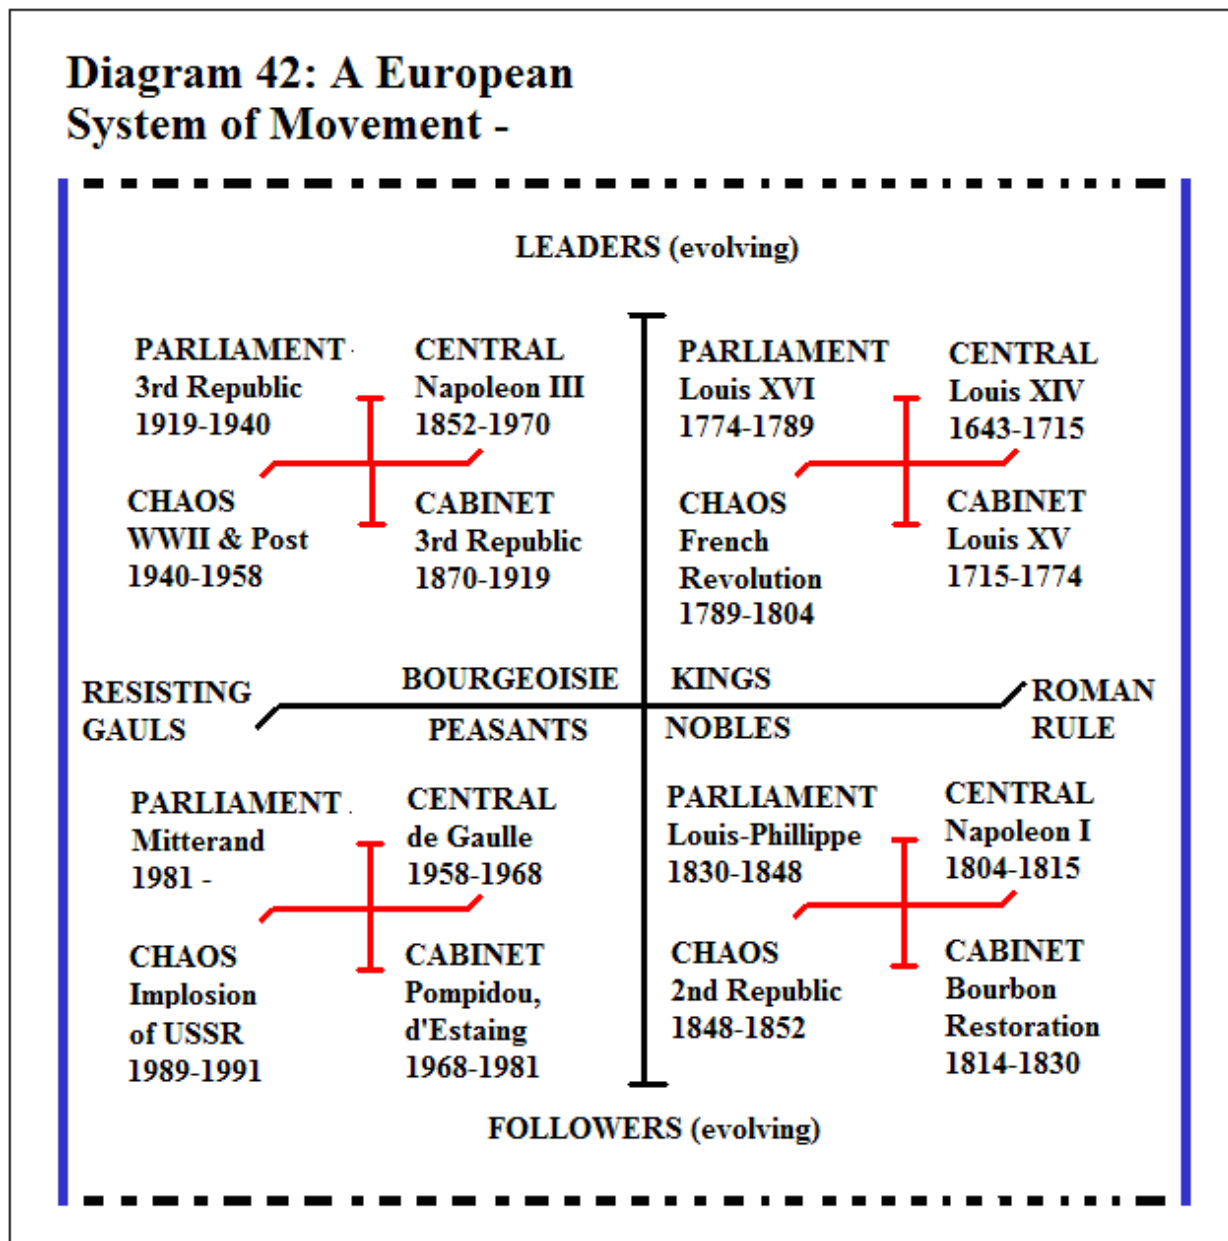 Diagram 42: A European
System of Movement -
LEADERS (evolving)
PARLIAMENT
3rd Republic
1919-1940
CENTRAL
Napoleon III
1852-1970
CHAOS
WWII & Post
1940-1958
CABINET
3rd Republic
1870-1919
PARLIAMENT
Louis XVI
1774-1789
CENTRAL
Louis XIV
1643-1715
CHAOS
French
Revolution
1789-1804
CABINET
Louis XV
1715-1774
RESISTING
GAULS
BOURGEOISIE
KINGS
PEASANTS
NOBLES
ROMAN
RULE
PARLIAMENT
Mitterand
1981 -
CENTRAL
de Gaulle
1958-1968
CHAOS
Implosion
of USSR
1989-1991
CABINET
Pompidou,
d'Estaing
1968-1981
PARLIAMENT
Louis-Phillippe
1830-1848
CENTRAL
Napoleon I
1804-1815
CHAOS
2nd Republic
1848-1852
CABINET
Bourbon
Restoration
1814-1830
FOLLOWERS (evolving)